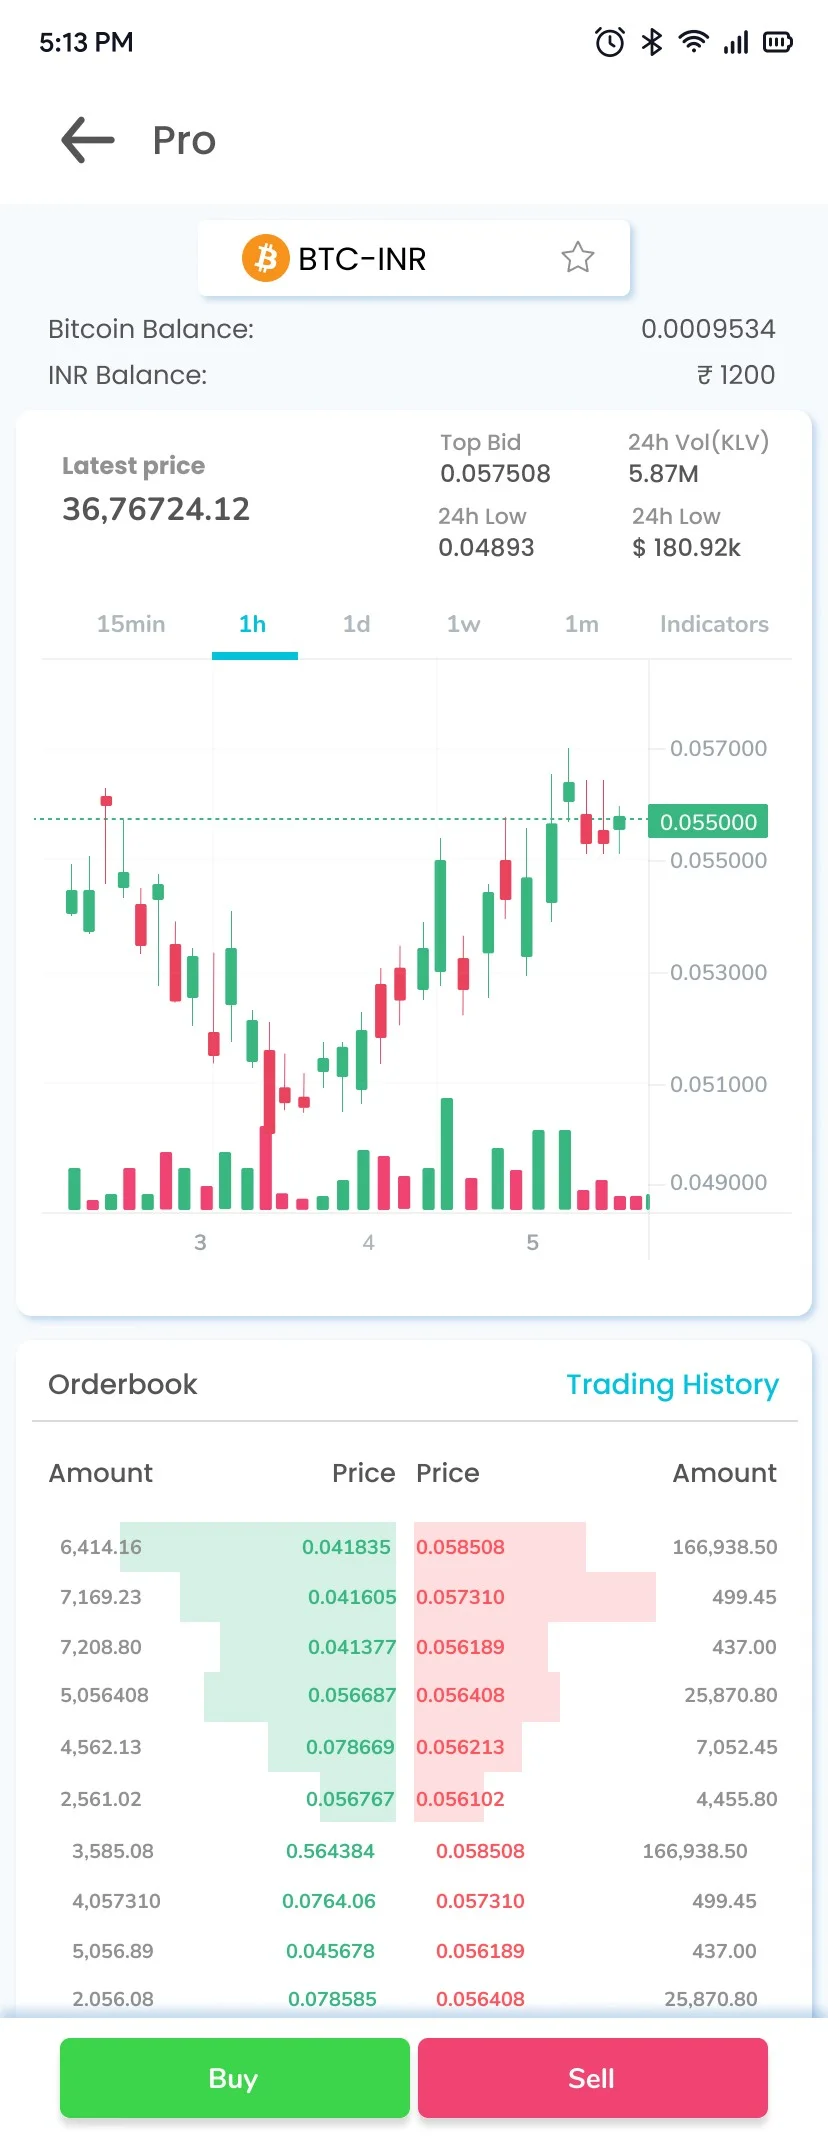 5:13 PM
Pro
BTC-INR
Bitcoin Balance: 0.0009534
INR Balance: ₹ 1200
Latest price
36,76724.12
Top Bid 24h Vol(KLV)
0.057508 5.87M
24h Low 24h Low
0.04893 $ 180.92k
15min 1h 1d 1w 1m Indicators
0.057000
0.055000
0.055000
0.053000
0.051000
0.049000
3 4 5
Orderbook Trading History
Amount Price Price Amount
6,414.16 0.041835 0.058508 166,938.50
7,169.23 0.041605 0.057310 499.45
7,208.80 0.041377 0.056189 437.00
5,056408 0.056687 0.056408 25,870.80
4,562.13 0.078669 0.056213 7,052.45
2,561.02 0.056767 0.056102 4,455.80
3,585.08 0.564384 0.058508 166,938.50
4,057310 0.0764.06 0.057310 499.45
5,056.89 0.045678 0.056189 437.00
2.056.08 0.078585 0.056408 25,870.80
Buy Sell